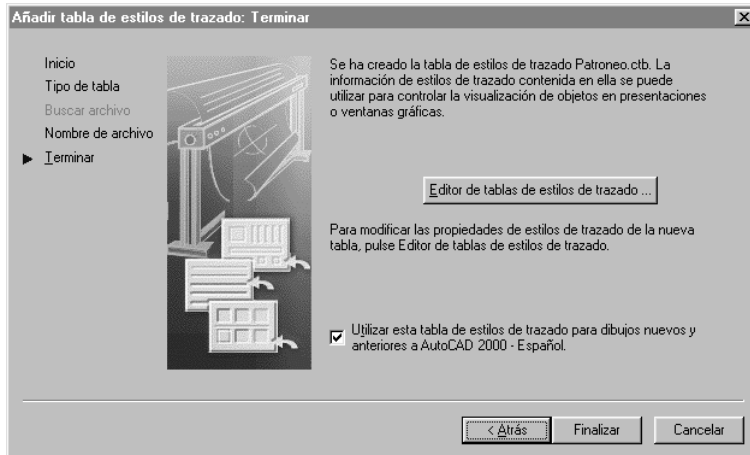 Añadir tabla de estilos de trazado: Terminar
Inicio
Tipo de tabla
Buscar archivo
Nombre de archivo
Terminar
Se ha creado la tabla de estilos de trazado Patroneo.ctb. La
información de estilos de trazado contenida en ella se puede
utilizar para controlar la visualización de objetos en presentaciones
o ventanas gráficas.
Editor de tablas de estilos de trazado ...
Para modificar las propiedades de estilos de trazado de la nueva
tabla, pulse Editor de tablas de estilos de trazado.
Utilizar esta tabla de estilos de trazado para dibujos nuevos y
anteriores a AutoCAD 2000 - Español.
< Atrás
Finalizar
Cancelar